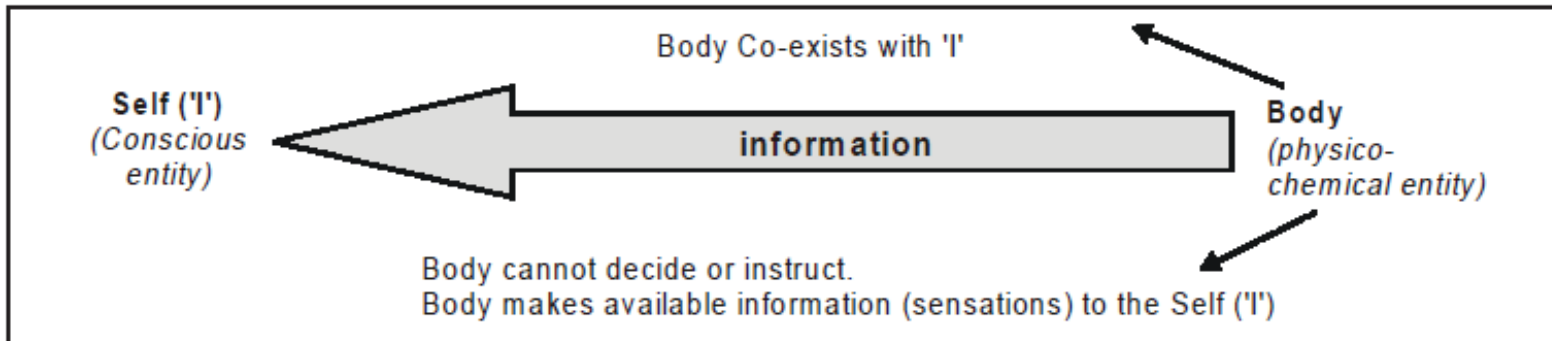 Body Co-exists with 'I'
Self ('I')
(Conscious
entity)
information
Body
(physico-
chemical entity)
Body cannot decide or instruct.
Body makes available information (sensations) to the Self ('I')